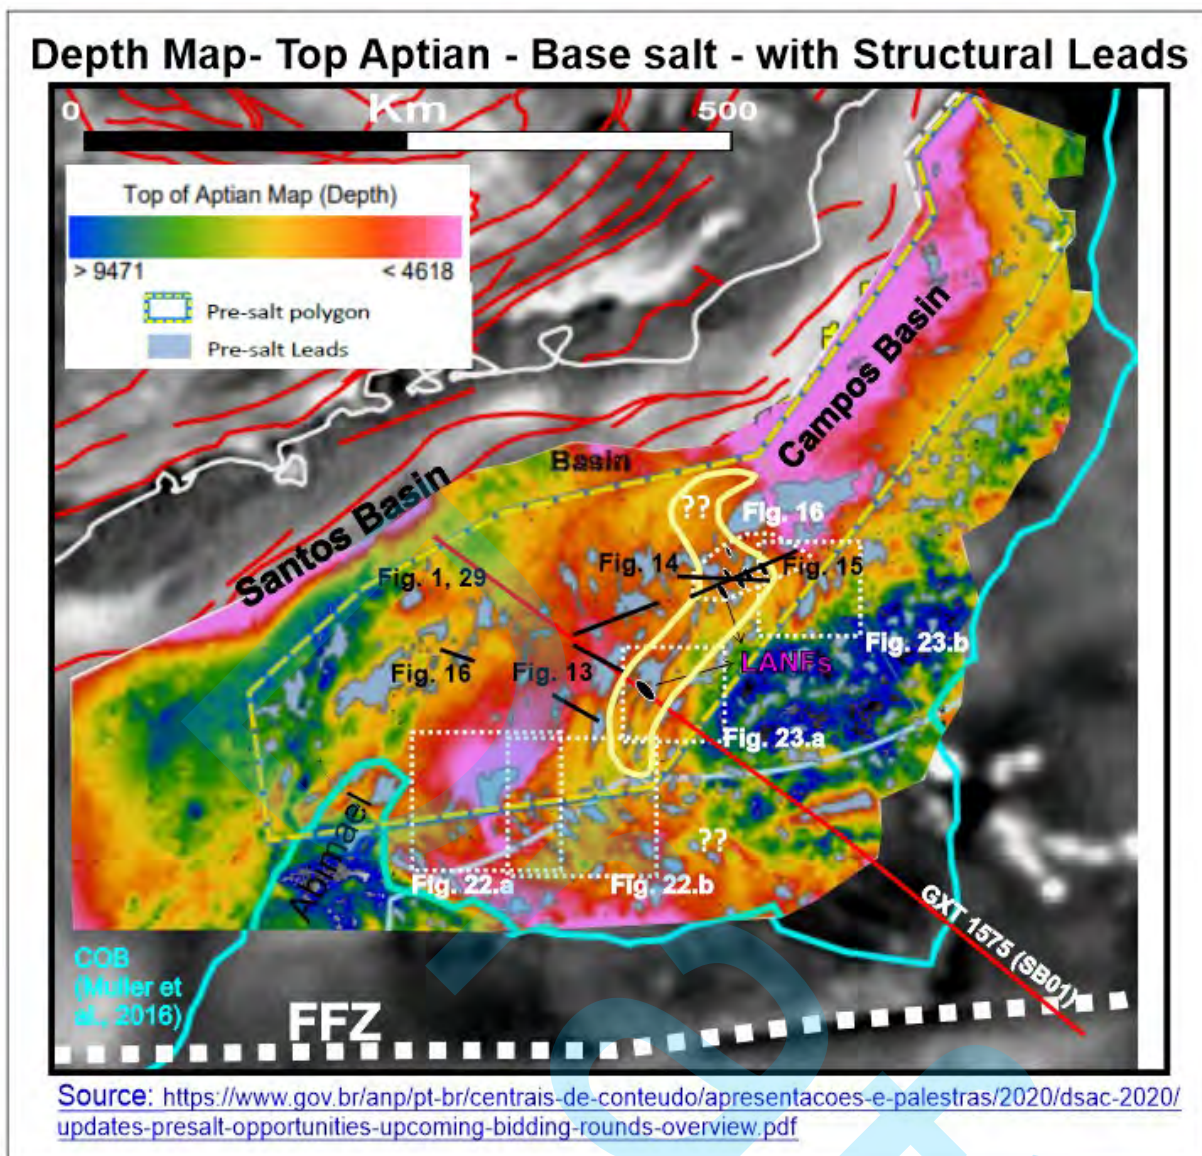 Depth Map- Top Aptian - Base salt - with Structural Leads
0 Km 500
Top of Aptian Map (Depth)
> 9471 < 4618
Pre-salt polygon
Pre-salt Leads
Campos Basin
Basin
Santos Basin
??
Fig. 16
Fig. 14
Fig. 15
Fig. 1, 29
Fig. 23.b
LANFs
Fig. 16
Fig. 13
Fig. 23.a
Abimael
??
Fig. 22.a
Fig. 22.b
GXT 1575 (SB01)
COB
(Muller et
al., 2016)
FFZ
Source: https://www.gov.br/anp/pt-br/centrais-de-conteudo/apresentacoes-e-palestras/2020/dsac-2020/
updates-presalt-opportunities-upcoming-bidding-rounds-overview.pdf